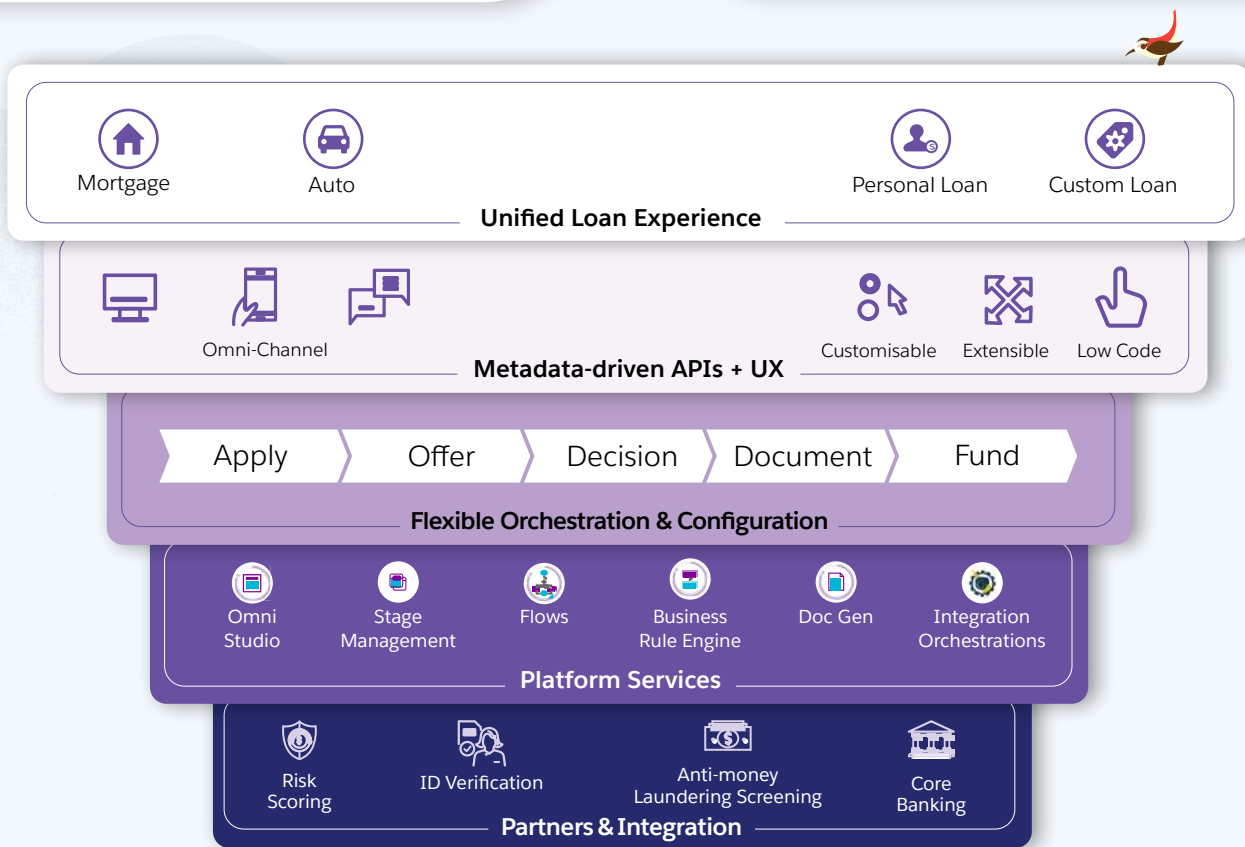 Mortgage
Auto
Personal Loan
Custom Loan
Unified Loan Experience
Omni-Channel
Customisable
Extensible
Low Code
Metadata-driven APIs + UX
Apply
Offer
Decision
Document
Fund
Flexible Orchestration & Configuration
Omni
Studio
Stage
Management
Flows
Business
Rule Engine
Doc Gen
Integration
Orchestrations
Platform Services
Risk
Scoring
ID Verification
Anti-money
Laundering Screening
Core
Banking
Partners & Integration